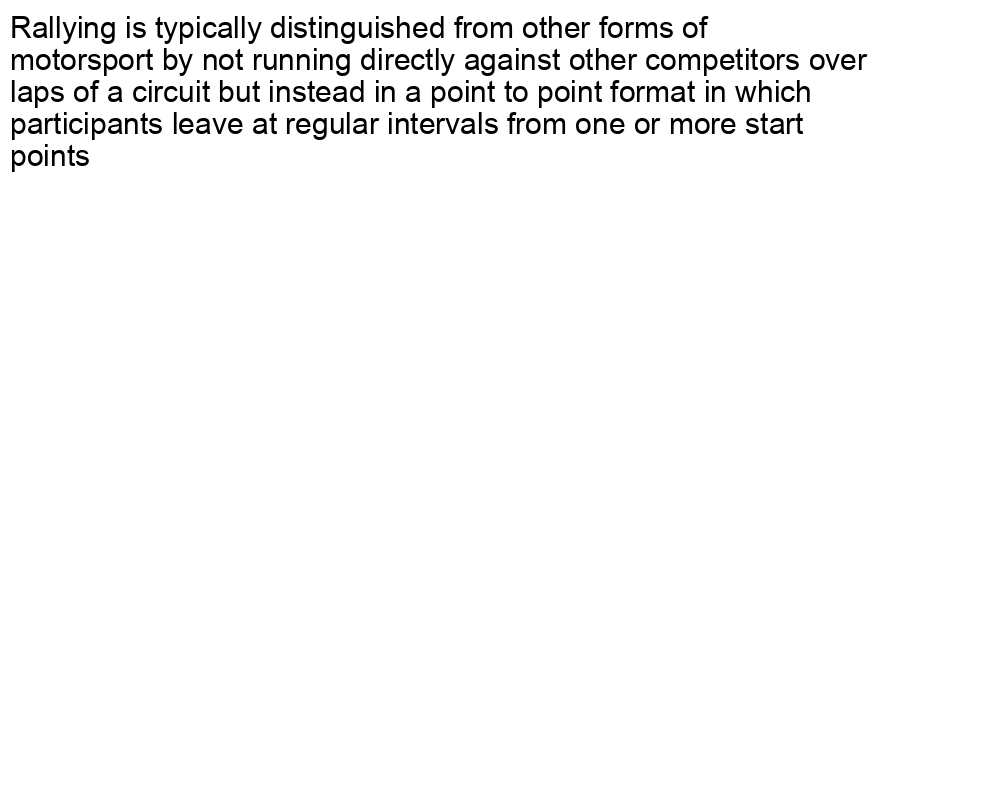 Rallying is typically distinguished from other forms of
motorsport by not running directly against other competitors over
laps of a circuit but instead in a point to point format in which
participants leave at regular intervals from one or more start
points